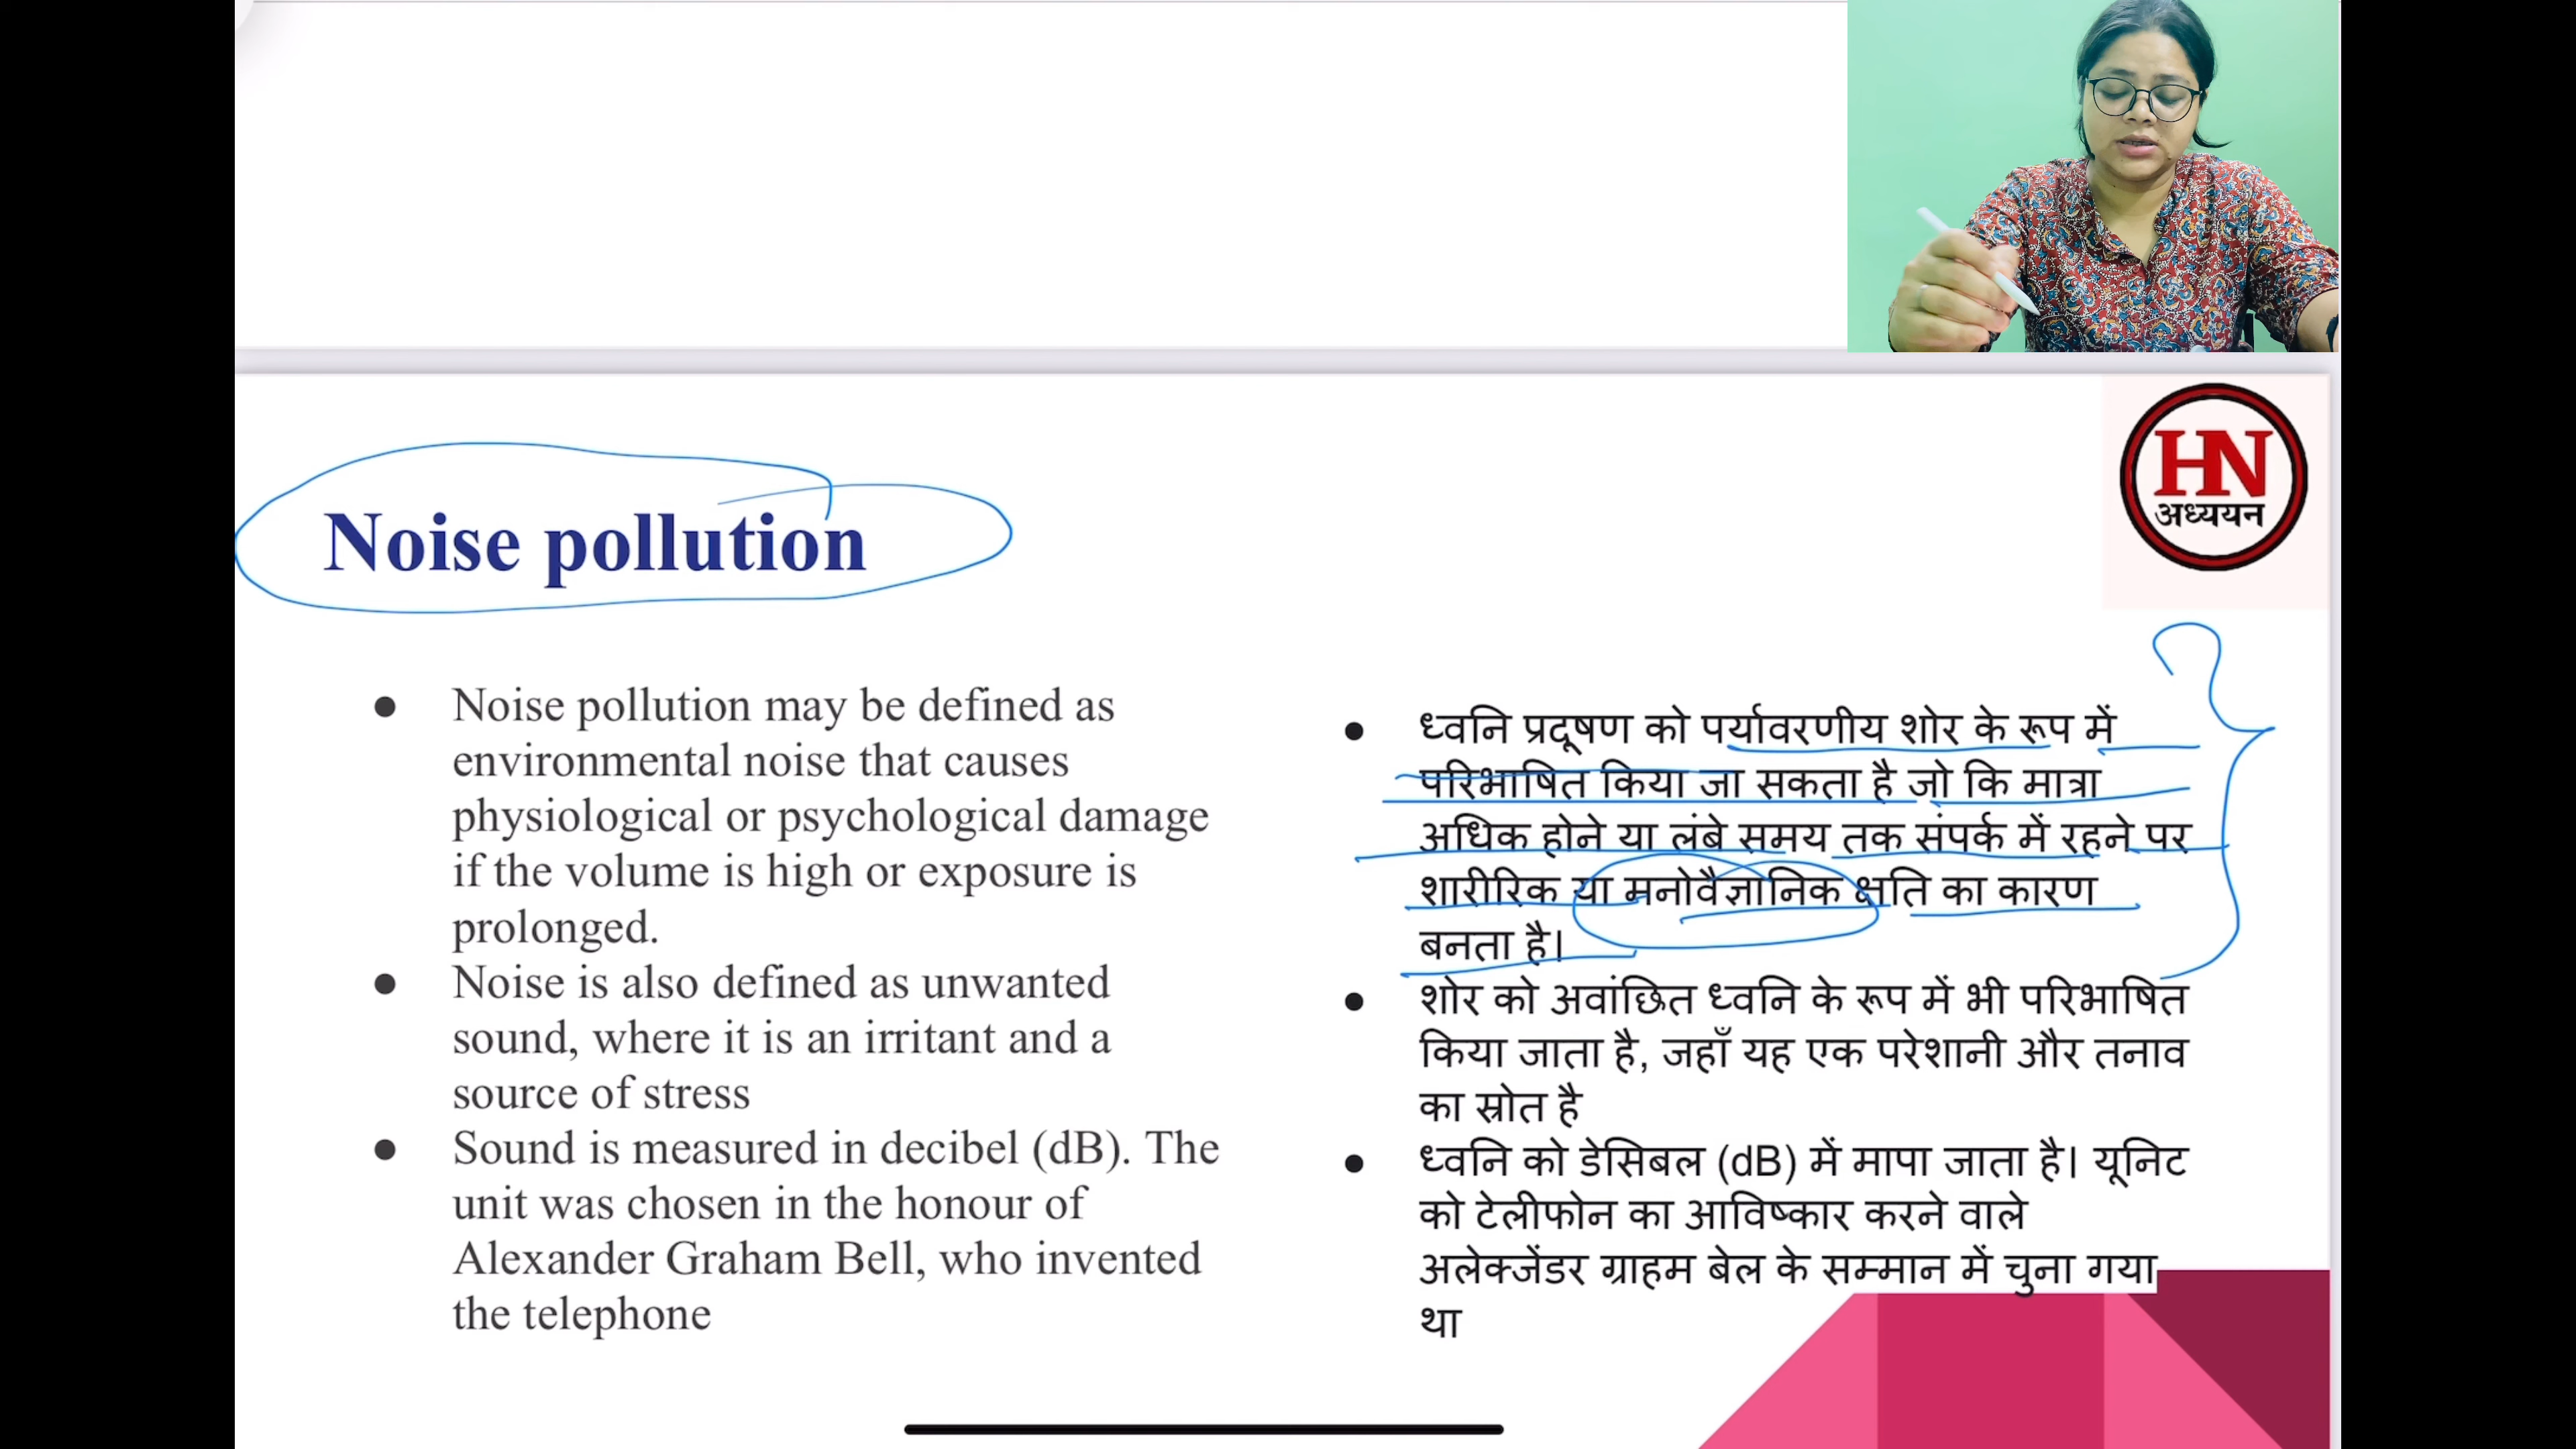 HN
अध्ययन
Noise pollution
● Noise pollution may be defined as
environmental noise that causes
physiological or psychological damage
if the volume is high or exposure is
prolonged.
● Noise is also defined as unwanted
sound, where it is an irritant and a
source of stress
● Sound is measured in decibel (dB). The
unit was chosen in the honour of
Alexander Graham Bell, who invented
the telephone
● ध्वनि प्रदूषण को पर्यावरणीय शोर के रूप में
परिभाषित किया जा सकता है जो कि मात्रा
अधिक होने या लंबे समय तक संपर्क में रहने पर
शारीरिक या मनोवैज्ञानिक क्षति का कारण
बनता है।
● शोर को अवांछित ध्वनि के रूप में भी परिभाषित
किया जाता है, जहाँ यह एक परेशानी और तनाव
का स्रोत है
● ध्वनि को डेसिबल (dB) में मापा जाता है। यूनिट
को टेलीफोन का आविष्कार करने वाले
अलेक्जेंडर ग्राहम बेल के सम्मान में चुना गया
था